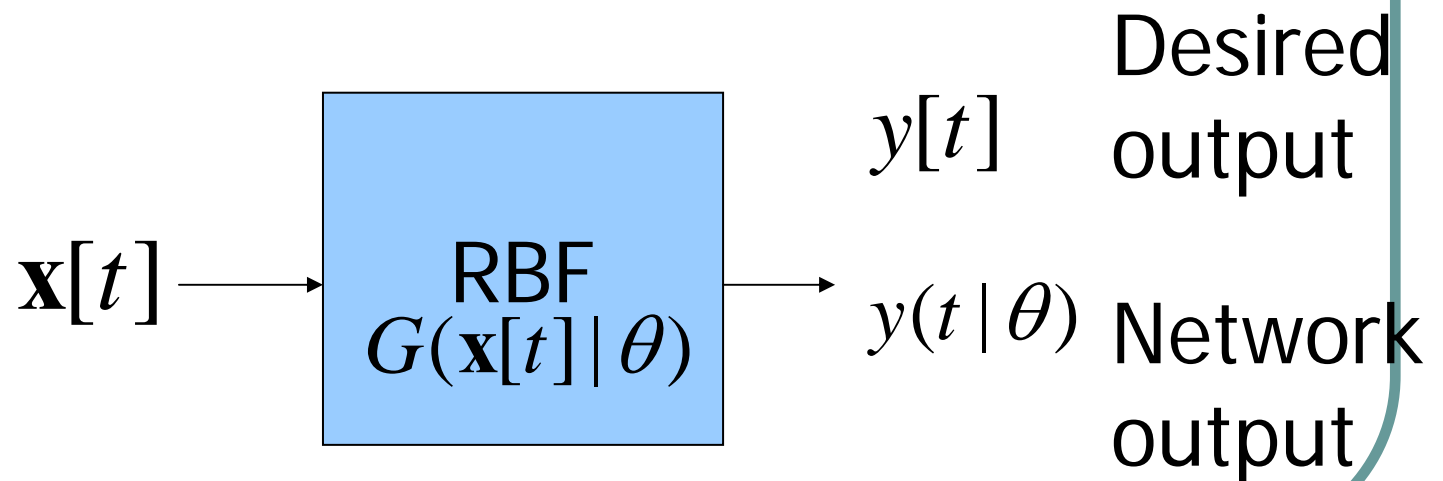 Desired
y[t]
output
x[t]
RBF
G(x[t]|θ)
y(t|θ)
Network
output